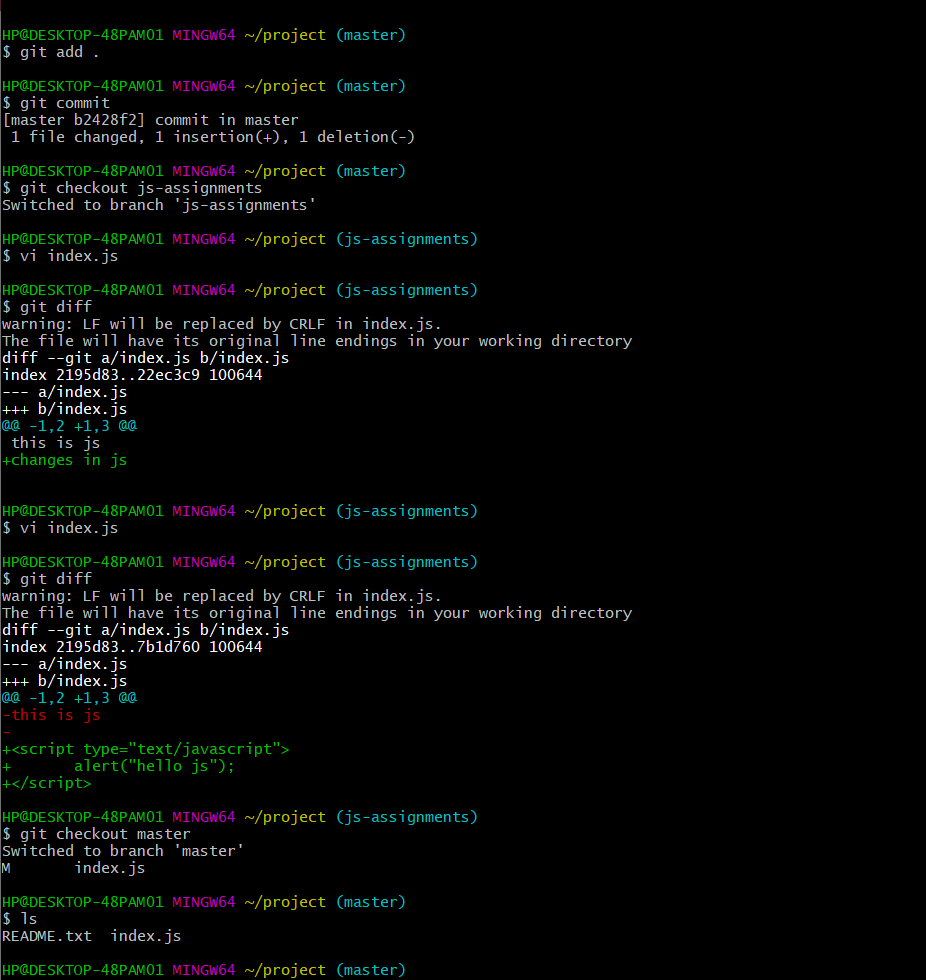 HP@DESKTOP-48PAM01 MINGW64 ~/project (master)
$ git add .
HP@DESKTOP-48PAM01 MINGW64 ~/project (master)
$ git commit
[master b2428f2] commit in master
 1 file changed, 1 insertion(+), 1 deletion(-)
HP@DESKTOP-48PAM01 MINGW64 ~/project (master)
$ git checkout js-assignments
Switched to branch 'js-assignments'
HP@DESKTOP-48PAM01 MINGW64 ~/project (js-assignments)
$ vi index.js
HP@DESKTOP-48PAM01 MINGW64 ~/project (js-assignments)
$ git diff
warning: LF will be replaced by CRLF in index.js.
The file will have its original line endings in your working directory
diff --git a/index.js b/index.js
index 2195d83..22ec3c9 100644
--- a/index.js
+++ b/index.js
@@ -1,2 +1,3 @@
 this is js
+changes in js
HP@DESKTOP-48PAM01 MINGW64 ~/project (js-assignments)
$ vi index.js
HP@DESKTOP-48PAM01 MINGW64 ~/project (js-assignments)
$ git diff
warning: LF will be replaced by CRLF in index.js.
The file will have its original line endings in your working directory
diff --git a/index.js b/index.js
index 2195d83..7b1d760 100644
--- a/index.js
+++ b/index.js
@@ -1,2 +1,3 @@
-this is js
-
+<script type="text/javascript">
+       alert("hello js");
+</script>
HP@DESKTOP-48PAM01 MINGW64 ~/project (js-assignments)
$ git checkout master
Switched to branch 'master'
M       index.js
HP@DESKTOP-48PAM01 MINGW64 ~/project (master)
$ ls
README.txt  index.js
HP@DESKTOP-48PAM01 MINGW64 ~/project (master)